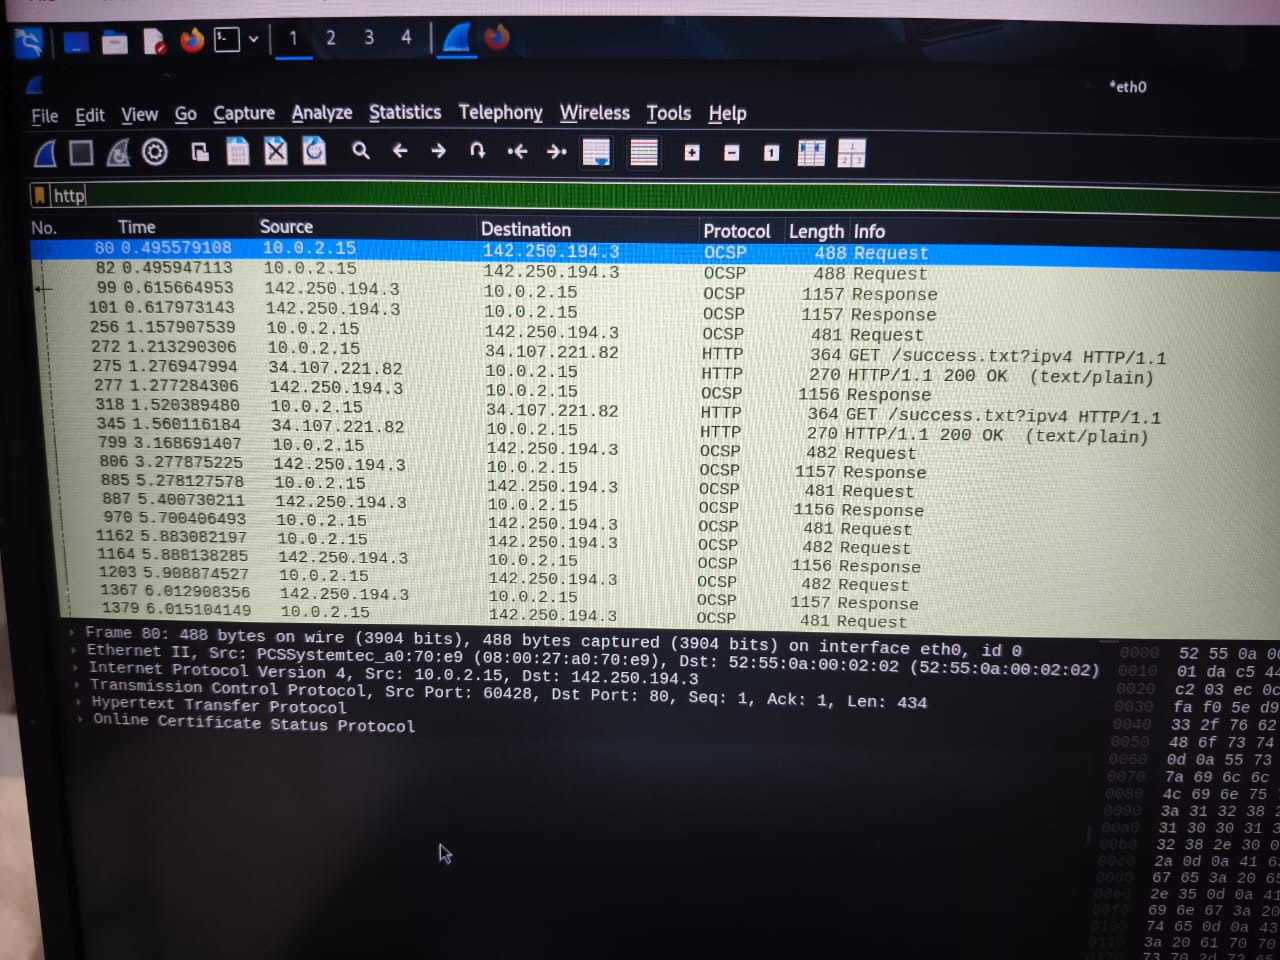 1 2 3 4
*eth0
File Edit View Go Capture Analyze Statistics Telephony Wireless Tools Help
http
No. Time Source Destination Protocol Length Info
80 0.495579108 10.0.2.15 142.250.194.3 OCSP 488 Request
82 0.495947113 10.0.2.15 142.250.194.3 OCSP 488 Request
99 0.615664953 142.250.194.3 10.0.2.15 OCSP 1157 Response
101 0.617973143 142.250.194.3 10.0.2.15 OCSP 1157 Response
256 1.157907539 10.0.2.15 142.250.194.3 OCSP 481 Request
272 1.213290306 10.0.2.15 34.107.221.82 HTTP 364 GET /success.txt?ipv4 HTTP/1.1
275 1.276947994 34.107.221.82 10.0.2.15 HTTP 270 HTTP/1.1 200 OK (text/plain)
277 1.277284306 142.250.194.3 10.0.2.15 OCSP 1156 Response
318 1.520389480 10.0.2.15 34.107.221.82 HTTP 364 GET /success.txt?ipv4 HTTP/1.1
345 1.560116184 34.107.221.82 10.0.2.15 HTTP 270 HTTP/1.1 200 OK (text/plain)
799 3.168691407 10.0.2.15 142.250.194.3 OCSP 482 Request
806 3.277875225 142.250.194.3 10.0.2.15 OCSP 1157 Response
885 5.278127578 10.0.2.15 142.250.194.3 OCSP 481 Request
887 5.400730211 142.250.194.3 10.0.2.15 OCSP 1156 Response
970 5.700406493 10.0.2.15 142.250.194.3 OCSP 481 Request
1162 5.883082197 10.0.2.15 142.250.194.3 OCSP 482 Request
1164 5.888138285 142.250.194.3 10.0.2.15 OCSP 1156 Response
1203 5.908874527 10.0.2.15 142.250.194.3 OCSP 482 Request
1367 6.012908356 142.250.194.3 10.0.2.15 OCSP 1157 Response
1379 6.015104149 10.0.2.15 142.250.194.3 OCSP 481 Request
Frame 80: 488 bytes on wire (3904 bits), 488 bytes captured (3904 bits) on interface eth0, id 0
Ethernet II, Src: PCSSystemtec_a0:70:e9 (08:00:27:a0:70:e9), Dst: 52:55:0a:00:02:02 (52:55:0a:00:02:02)
Internet Protocol Version 4, Src: 10.0.2.15, Dst: 142.250.194.3
Transmission Control Protocol, Src Port: 60428, Dst Port: 80, Seq: 1, Ack: 1, Len: 434
Hypertext Transfer Protocol
Online Certificate Status Protocol
0000 52 55 0a
0010 01 da c5 44
0020 c2 03 ec 0c
0030 fa f0 5e d9
0040 33 2f 76 62
0050 48 6f 73 74
0060 0d 0a 55 73
0070 7a 69 6c 6c
0080 4c 69 6e 75
0090 3a 31 32 38
00a0 31 30 30 31
00b0 32 38 2e 30
00c0 2a 0d 0a 41
00d0 67 65 3a 20
00e0 2e 35 0d 0a
00f0 69 6e 67 3a
0100 74 65 0d 0a
0110 3a 20 61 70
73 70 2d 72